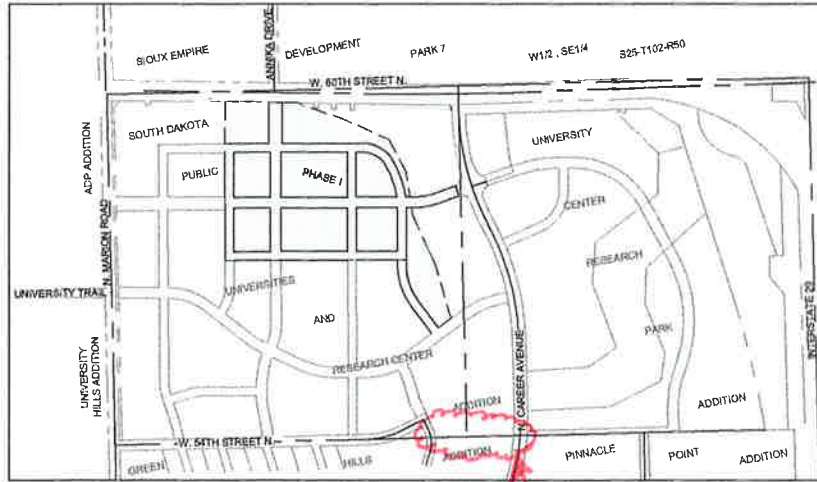 SIOUX EMPIRE DEVELOPMENT PARK 7 W1/2 , SE1/4 S25-T102-R50
ANNIKA DRIVE
W. 60TH STREET N.
SOUTH DAKOTA
UNIVERSITY
ADP ADDITION
PUBLIC
PHASE I
CENTER
N. MARION ROAD
RESEARCH
UNIVERSITY TRAIL
UNIVERSITIES
AND
PARK
INTERSTATE 29
RESEARCH CENTER
N. CAREER AVENUE
UNIVERSITY
HILLS ADDITION
ADDITION
ADDITION
W. 54TH STREET N.
GREEN HILLS ADDITION
PINNACLE POINT ADDITION